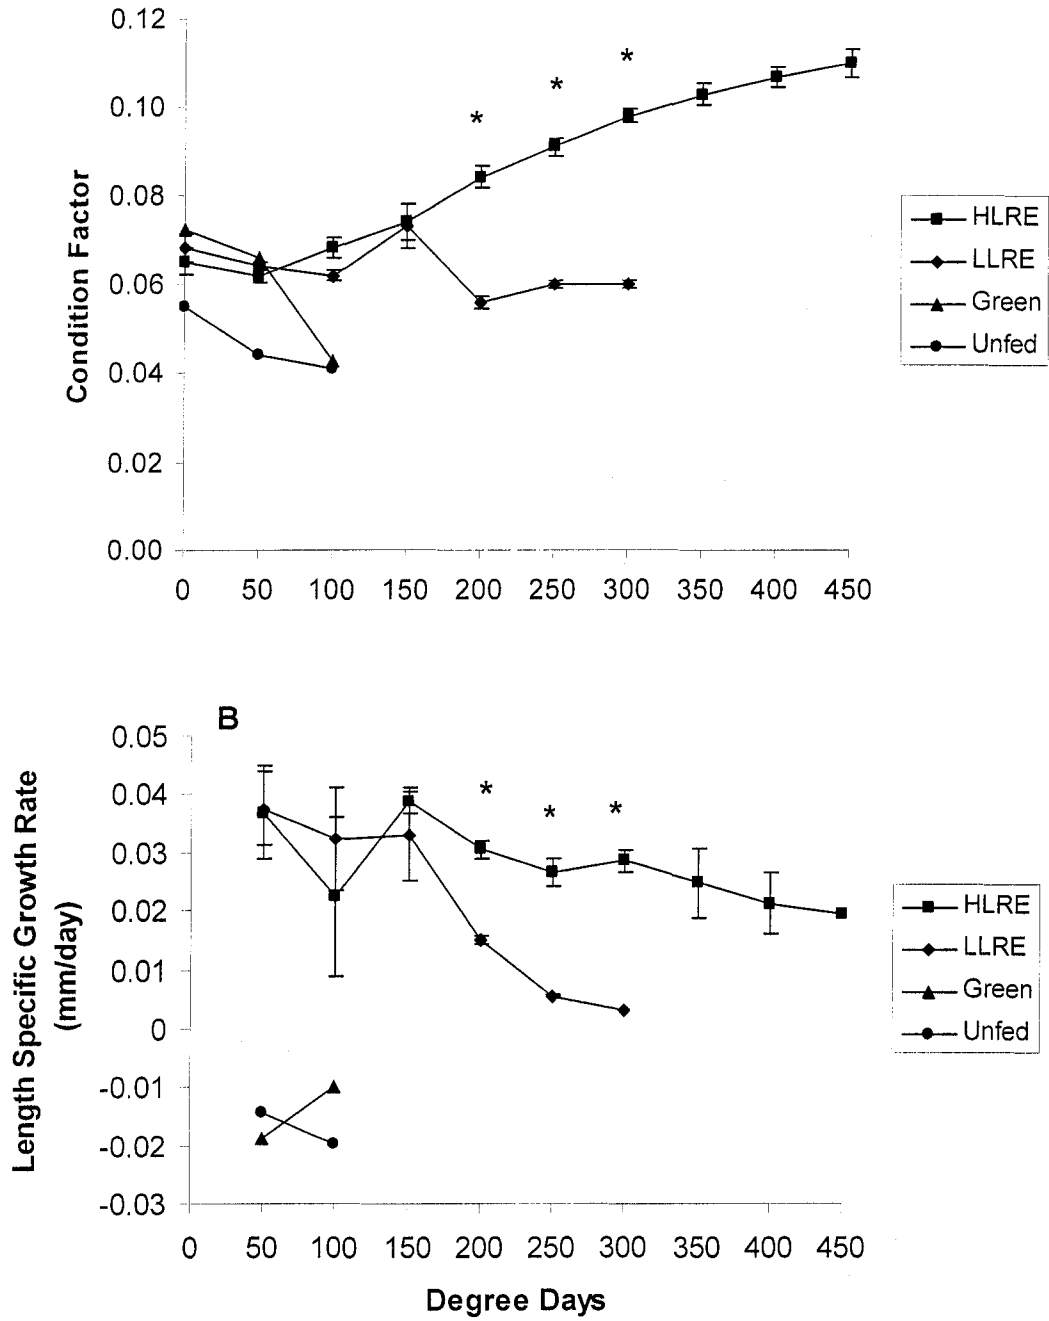 0.12
0.10
0.08
0.06
0.04
0.02
0.00
Condition Factor
* * *
0 50 100 150 200 250 300 350 400 450
HLRE
LLRE
Green
Unfed
B
0.05
0.04
0.03
0.02
0.01
0
-0.01
-0.02
-0.03
Length Specific Growth Rate
(mm/day)
* * *
0 50 100 150 200 250 300 350 400 450
Degree Days
HLRE
LLRE
Green
Unfed